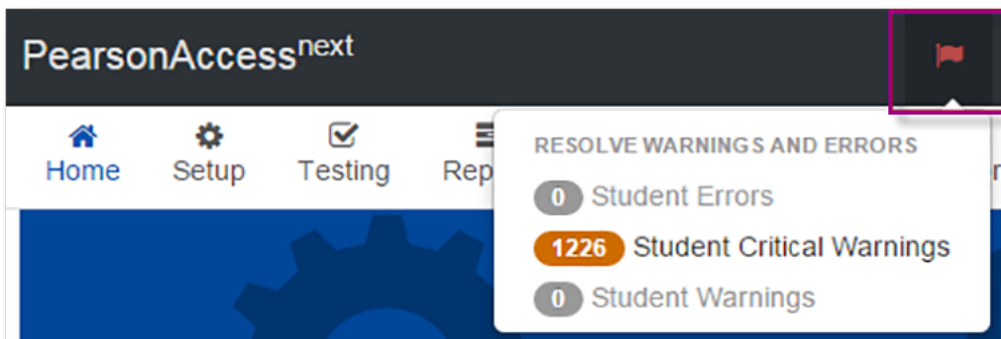 PearsonAccessnext
Home Setup Testing Rep
RESOLVE WARNINGS AND ERRORS
0 Student Errors
1226 Student Critical Warnings
0 Student Warnings